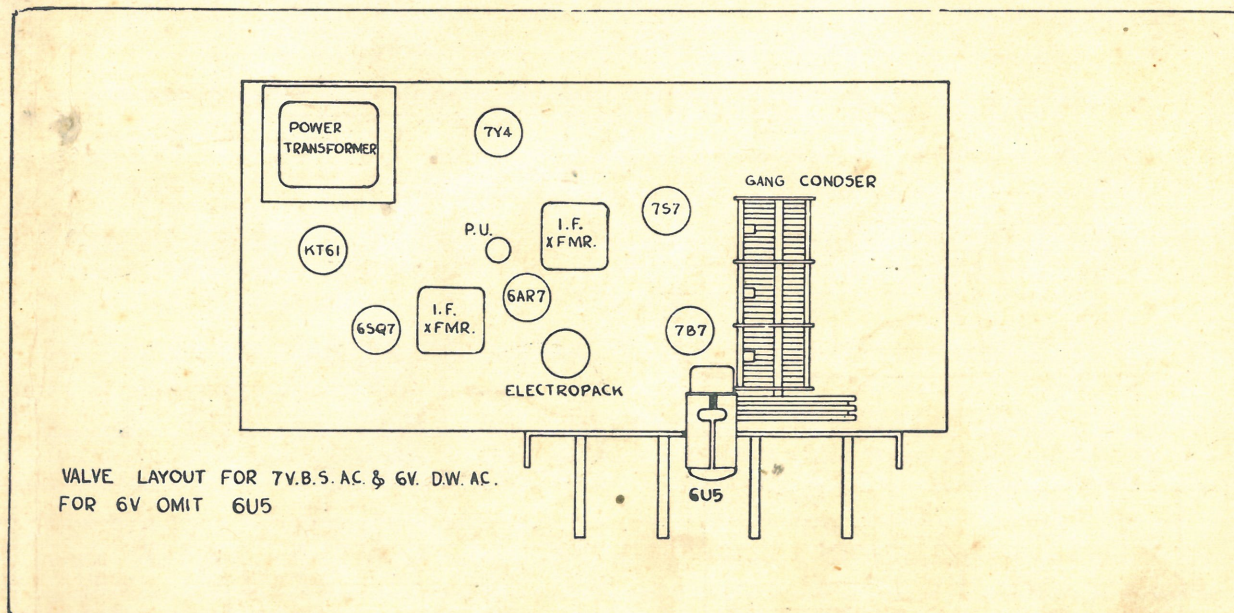 POWER
TRANSFORMER
7Y4
GANG CONDSER
7S7
I.F.
XFMR.
P.U.
KT61
6AR7
I.F.
XFMR.
6SQ7
7B7
ELECTROPACK
6U5
VALVE LAYOUT FOR 7V.B.S. AC. & 6V. D.W. AC.
FOR 6V OMIT 6U5